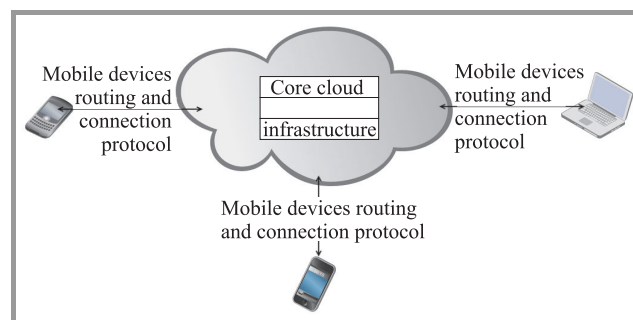 Mobile devices
routing and
connection
protocol
Core cloud
infrastructure
Mobile devices
routing and
connection
protocol
Mobile devices routing
and connection protocol